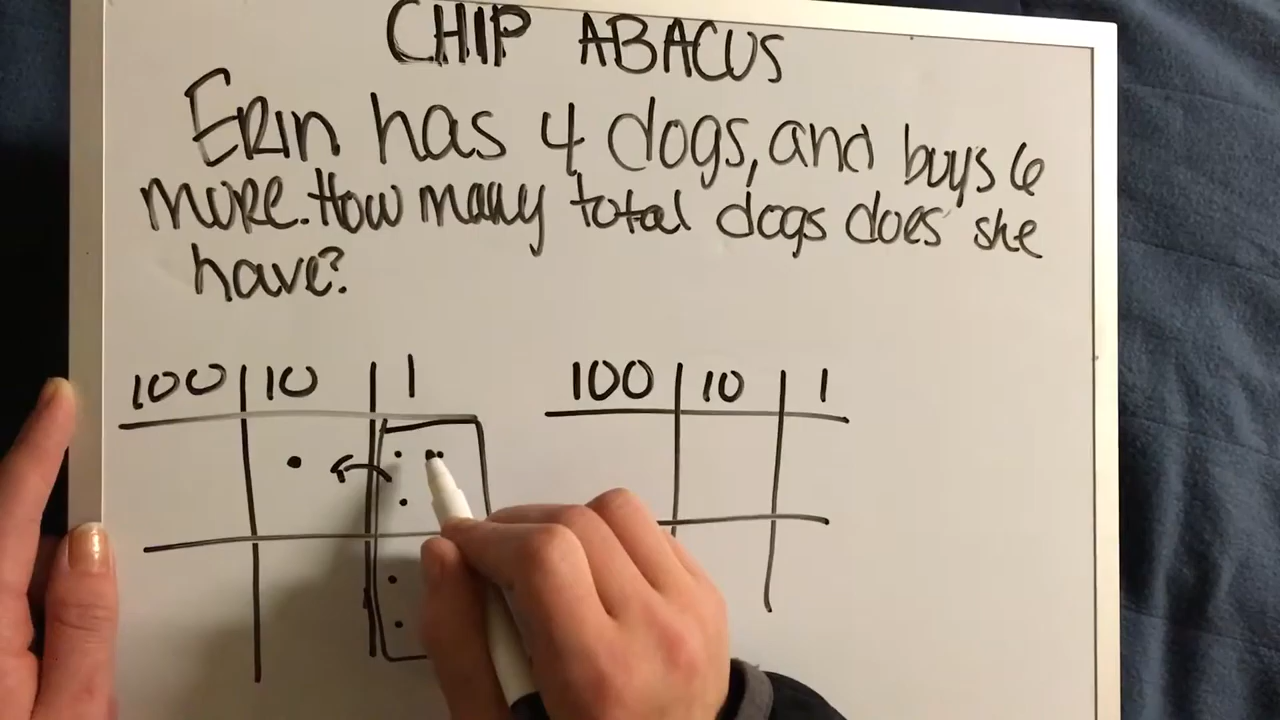 CHIP ABACUS
Erin has 4 dogs, and buys 6
more. How many total dogs does she
have?
100 10 1 100 10 1